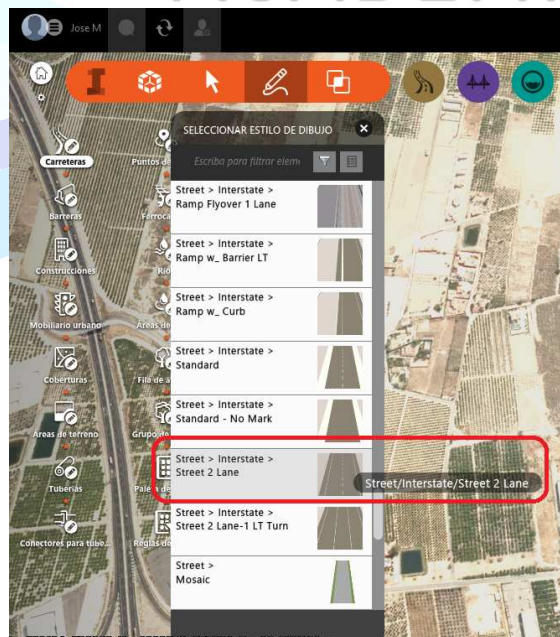 Jose M
SELECCIONAR ESTILO DE DIBUJO
Escriba para filtrar elem
Carreteras
Puntos de
Street > Interstate >
Ramp Flyover 1 Lane
Barreras
Ferroca
Street > Interstate >
Ramp w_ Barrier LT
Construcciones
Río
Street > Interstate >
Ramp w_ Curb
Mobiliario urbano
Áreas de
Street > Interstate >
Standard
Coberturas
Fila de á
Street > Interstate >
Standard - No Mark
Áreas de terreno
Grupo de
Street > Interstate >
Street 2 Lane
Street/Interstate/Street 2 Lane
Tuberías
Street > Interstate >
Street 2 Lane-1 LT Turn
Conectores para tube...
Reglas de
Street >
Mosaic